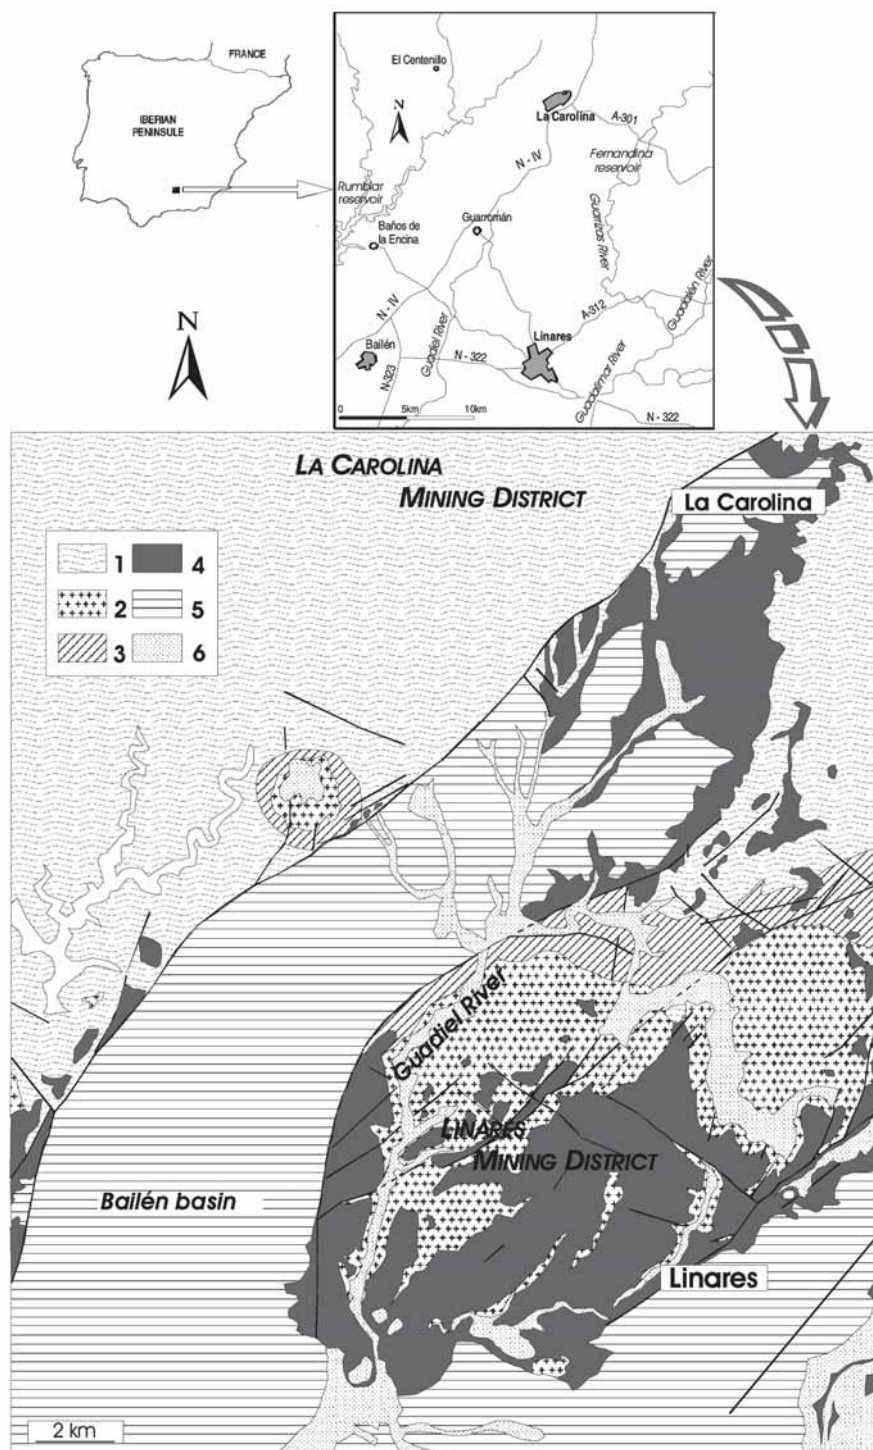 FRANCE
IBERIAN
PENINSULE
El Centenillo
N
La Carolina
A-301
N-IV
Fernandina
reservoir
Rumblar
reservoir
Guarromán
Baños de
la Encina
Guarrizas River
Guadalén River
N-IV
Guadiel River
A-312
Linares
Bailén
N-323
N - 322
Guadalimar River
0 5km 10km
N - 322
N
LA CAROLINA
MINING DISTRICT
La Carolina
1 4
2 5
3 6
Guadiel River
LINARES
MINING DISTRICT
Bailén basin
Linares
2 km